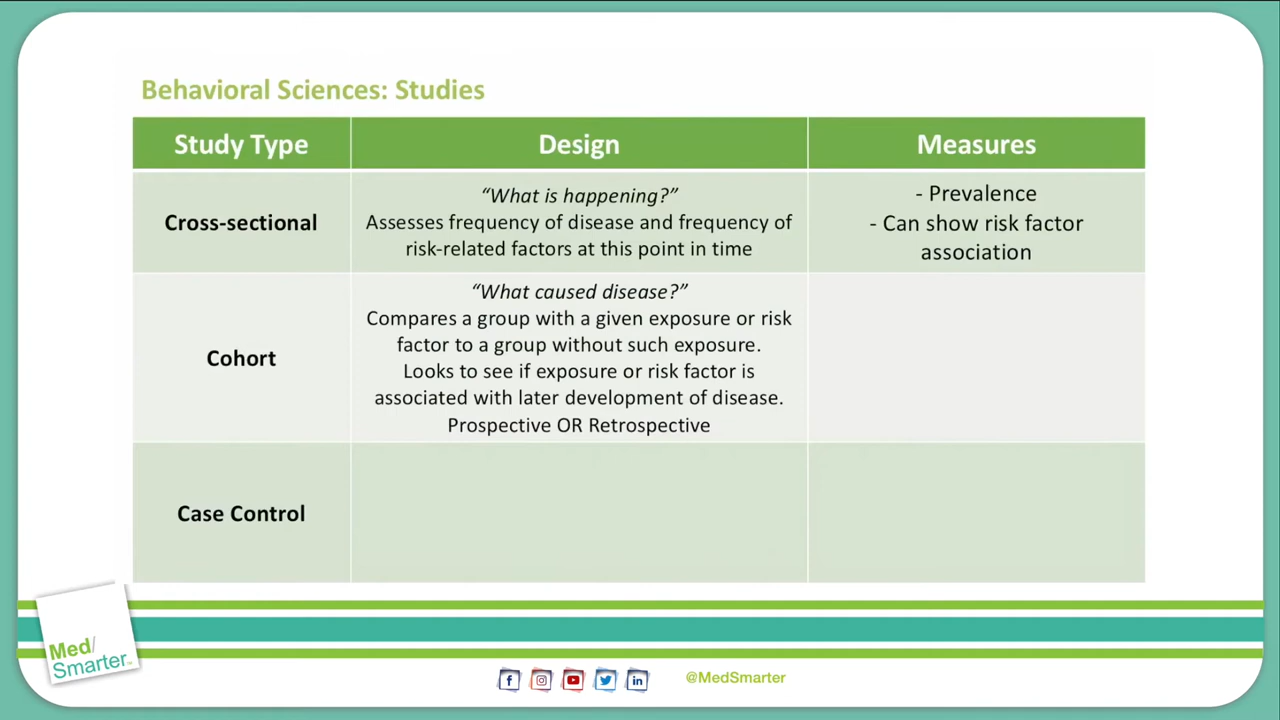 Behavioral Sciences: Studies
Study Type
Design
Measures
Cross-sectional
“What is happening?”
Assesses frequency of disease and frequency of
risk-related factors at this point in time
- Prevalence
- Can show risk factor
association
Cohort
“What caused disease?”
Compares a group with a given exposure or risk
factor to a group without such exposure.
Looks to see if exposure or risk factor is
associated with later development of disease.
Prospective OR Retrospective
Case Control
Med/
Smarter
@MedSmarter